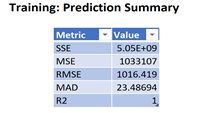 Training: Prediction Summary
Metric Value
SSE 5.05E+09
MSE 1033107
RMSE 1016.419
MAD 23.48694
R2 1